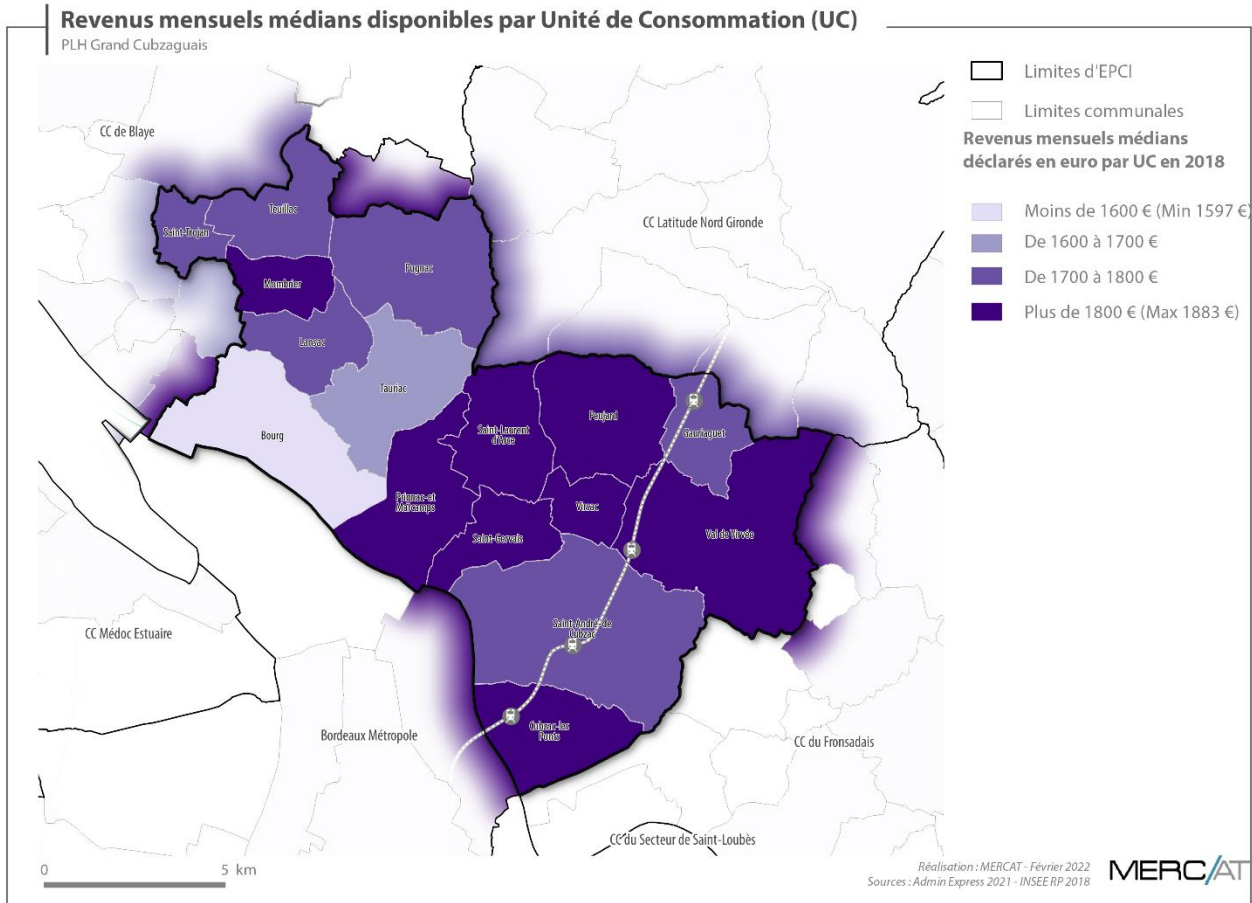 Revenus mensuels médians disponibles par Unité de Consommation (UC)
PLH Grand Cubzaguais
Limites d'EPCI
Limites communales
Revenus mensuels médians
déclarés en euro par UC en 2018
Moins de 1600 € (Min 1597 €)
De 1600 à 1700 €
De 1700 à 1800 €
Plus de 1800 € (Max 1883 €)
CC de Blaye
CC Latitude Nord Gironde
Teuillac
Saint-Trojan
Pugnac
Mombrier
Lansac
Tauriac
Bourg
Peujard
Saint-Laurent
d'Arce
Gauriaguet
Prignac-et
Marcamps
Virsac
Val de Virvée
Saint-Gervais
Saint-André-de
Cubzac
CC Médoc Estuaire
Bordeaux Métropole
Cubzac-les
Ponts
CC du Fronsadais
CC du Secteur de Saint-Loubès
0 5 km
Réalisation : MERCAT - Février 2022
Sources : Admin Express 2021 - INSEE RP 2018
MERC/AT